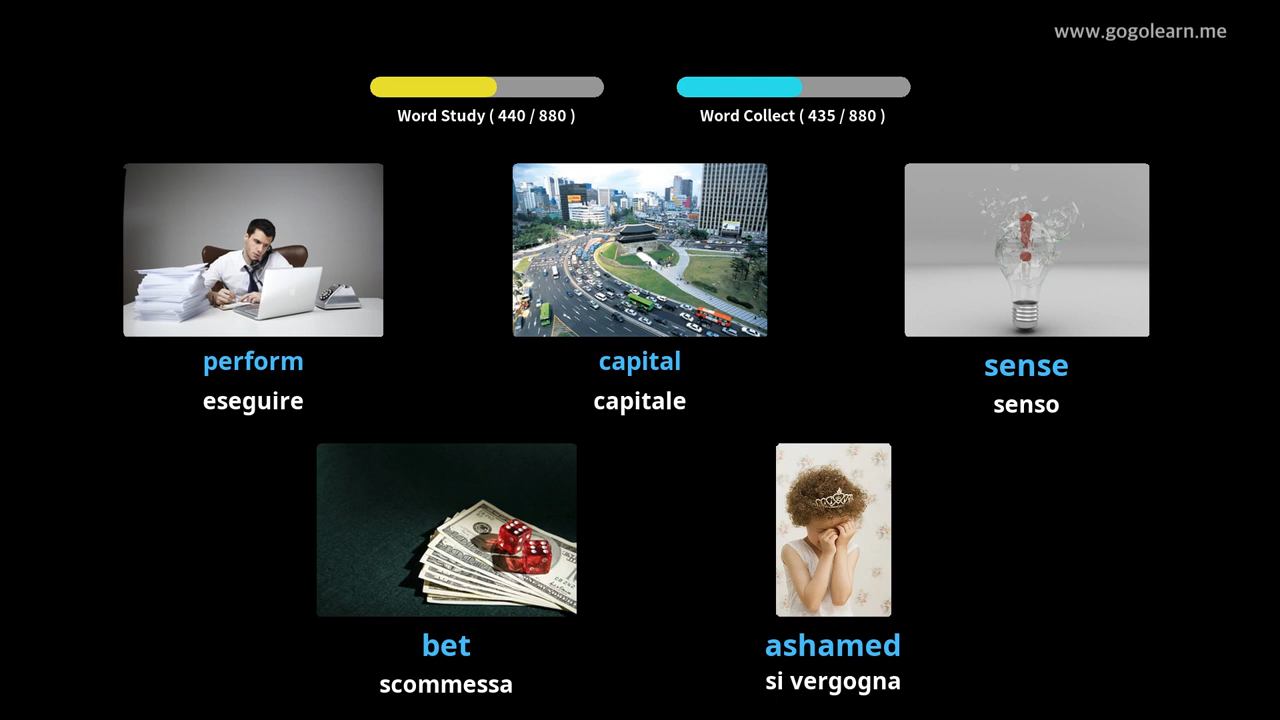 www.gogolearn.me
Word Study ( 440 / 880 )
Word Collect ( 435 / 880 )
perform
eseguire
capital
capitale
sense
senso
bet
scommessa
ashamed
si vergogna